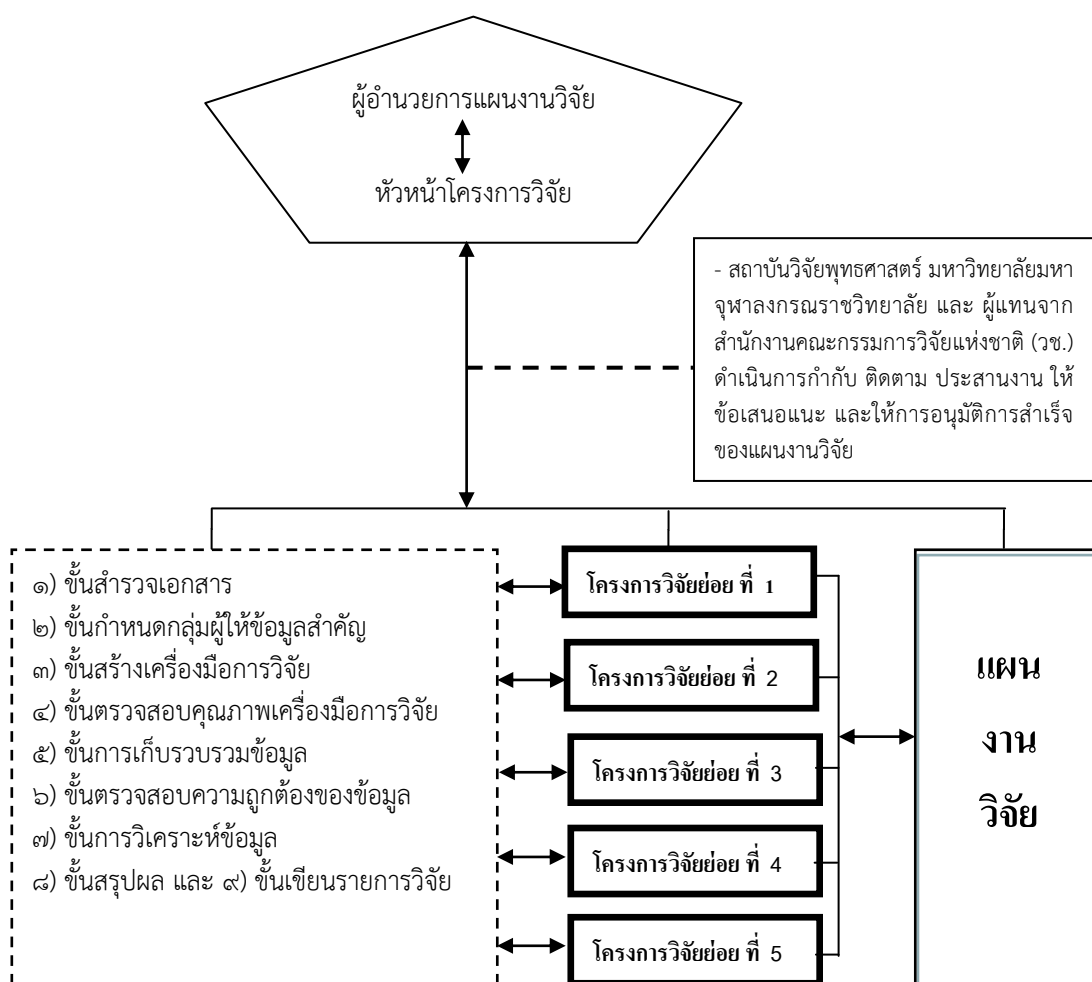 ผู้อำนวยการแผนงานวิจัย
หัวหน้าโครงการวิจัย
- สถาบันวิจัยพุทธศาสตร์ มหาวิทยาลัยมหา
จุฬาลงกรณราชวิทยาลัย และ ผู้แทนจาก
สำนักงานคณะกรรมการวิจัยแห่งชาติ (วช.)
ดำเนินการกำกับ ติดตาม ประสานงาน ให้
ข้อเสนอแนะ และให้การอนุมัติการสำเร็จ
ของแผนงานวิจัย
๑) ขั้นสำรวจเอกสาร
๒) ขั้นกำหนดกลุ่มผู้ให้ข้อมูลสำคัญ
๓) ขั้นสร้างเครื่องมือการวิจัย
๔) ขั้นตรวจสอบคุณภาพเครื่องมือการวิจัย
๕) ขั้นการเก็บรวบรวมข้อมูล
๖) ขั้นตรวจสอบความถูกต้องของข้อมูล
๗) ขั้นการวิเคราะห์ข้อมูล
๘) ขั้นสรุปผล และ ๙) ขั้นเขียนรายการวิจัย
โครงการวิจัยย่อย ที่ 1
โครงการวิจัยย่อย ที่ 2
โครงการวิจัยย่อย ที่ 3
โครงการวิจัยย่อย ที่ 4
โครงการวิจัยย่อย ที่ 5
แผน
งาน
วิจัย